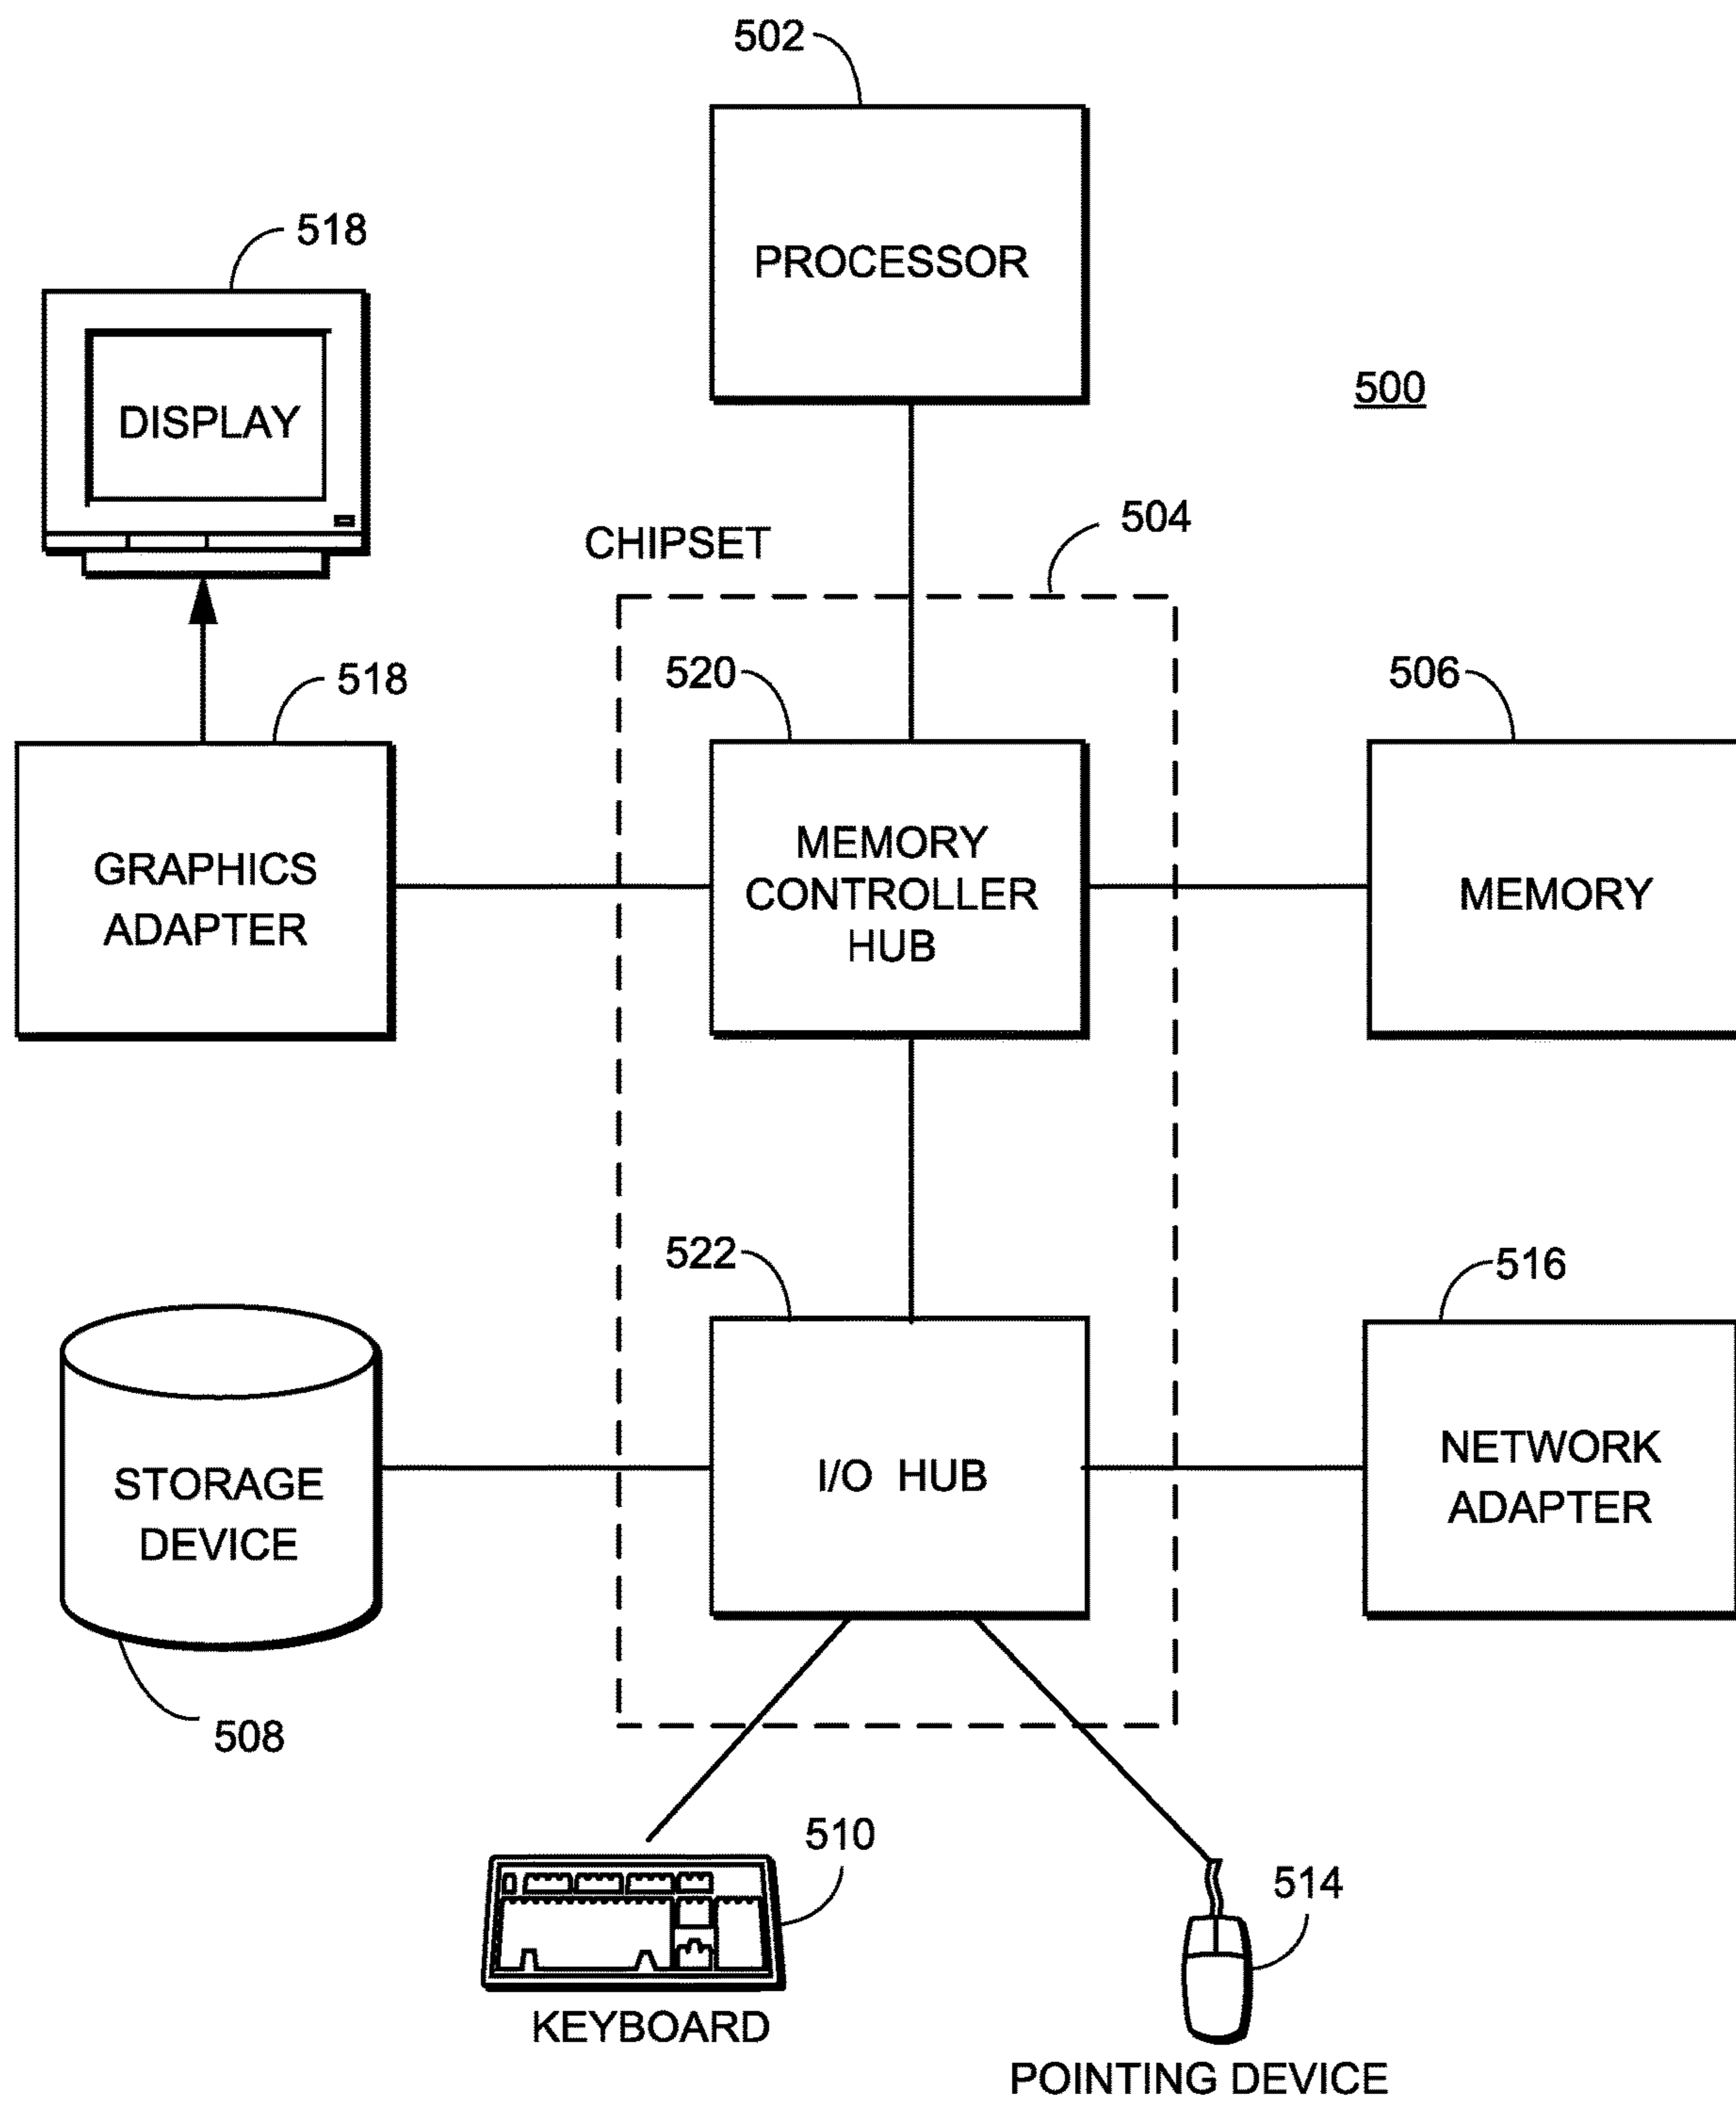 502
PROCESSOR
518
DISPLAY
500
CHIPSET
504
518
520
506
GRAPHICS
ADAPTER
MEMORY
CONTROLLER
HUB
MEMORY
522
516
STORAGE
DEVICE
I/O HUB
NETWORK
ADAPTER
508
510
KEYBOARD
514
POINTING DEVICE